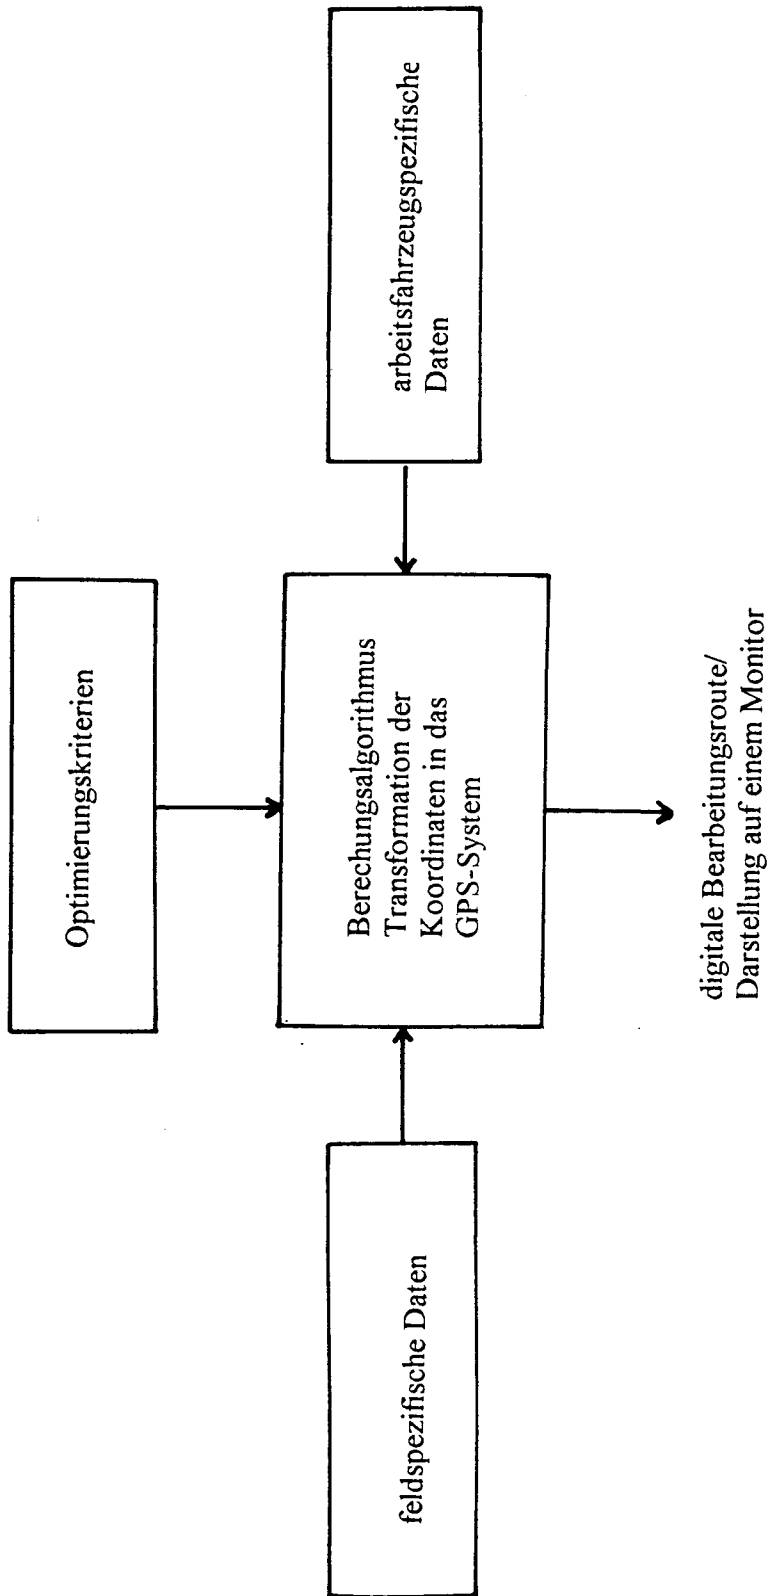 Optimierungskriterien
feldspezifische Daten
Berechungsalgorithmus
Transformation der
Koordinaten in das
GPS-System
arbeitsfahrzeugspezifische
Daten
digitale Bearbeitungsroute/
Darstellung auf einem Monitor